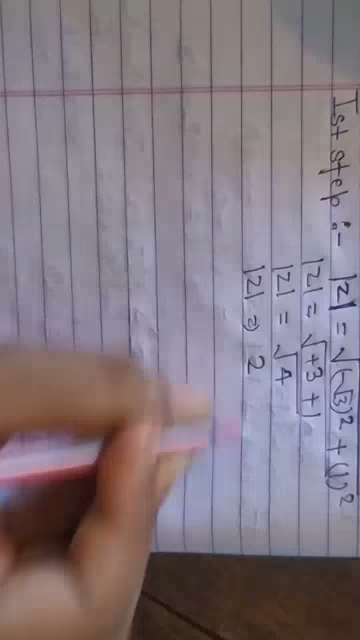 Ist step :- |z| = √(-√3)² + (1)²
|z| = √+3 + 1
|z| = √4
|z| ⇒ 2